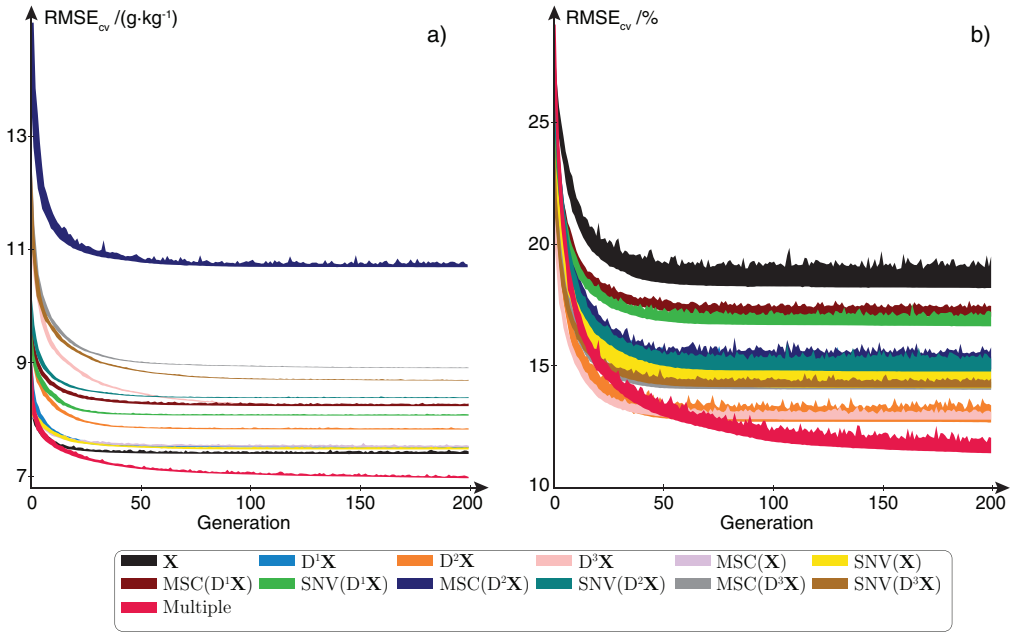 RMSEcv /(g·kg⁻¹)
a)
13
11
9
7
0 50 100 150 200
Generation
RMSEcv /%
b)
25
20
15
10
0 50 100 150 200
Generation
X D¹X D²X D³X MSC(X) SNV(X)
MSC(D¹X) SNV(D¹X) MSC(D²X) SNV(D²X) MSC(D³X) SNV(D³X)
Multiple